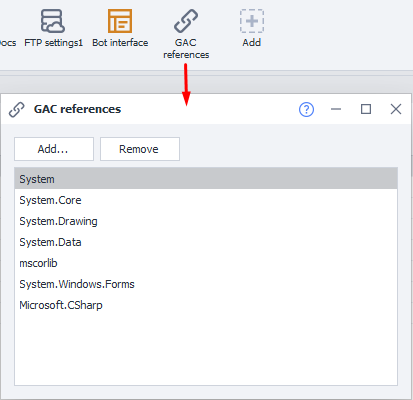 ocs
FTP settings1
Bot interface
GAC
references
Add
GAC references
?
Add...
Remove
System
System.Core
System.Drawing
System.Data
mscorlib
System.Windows.Forms
Microsoft.CSharp